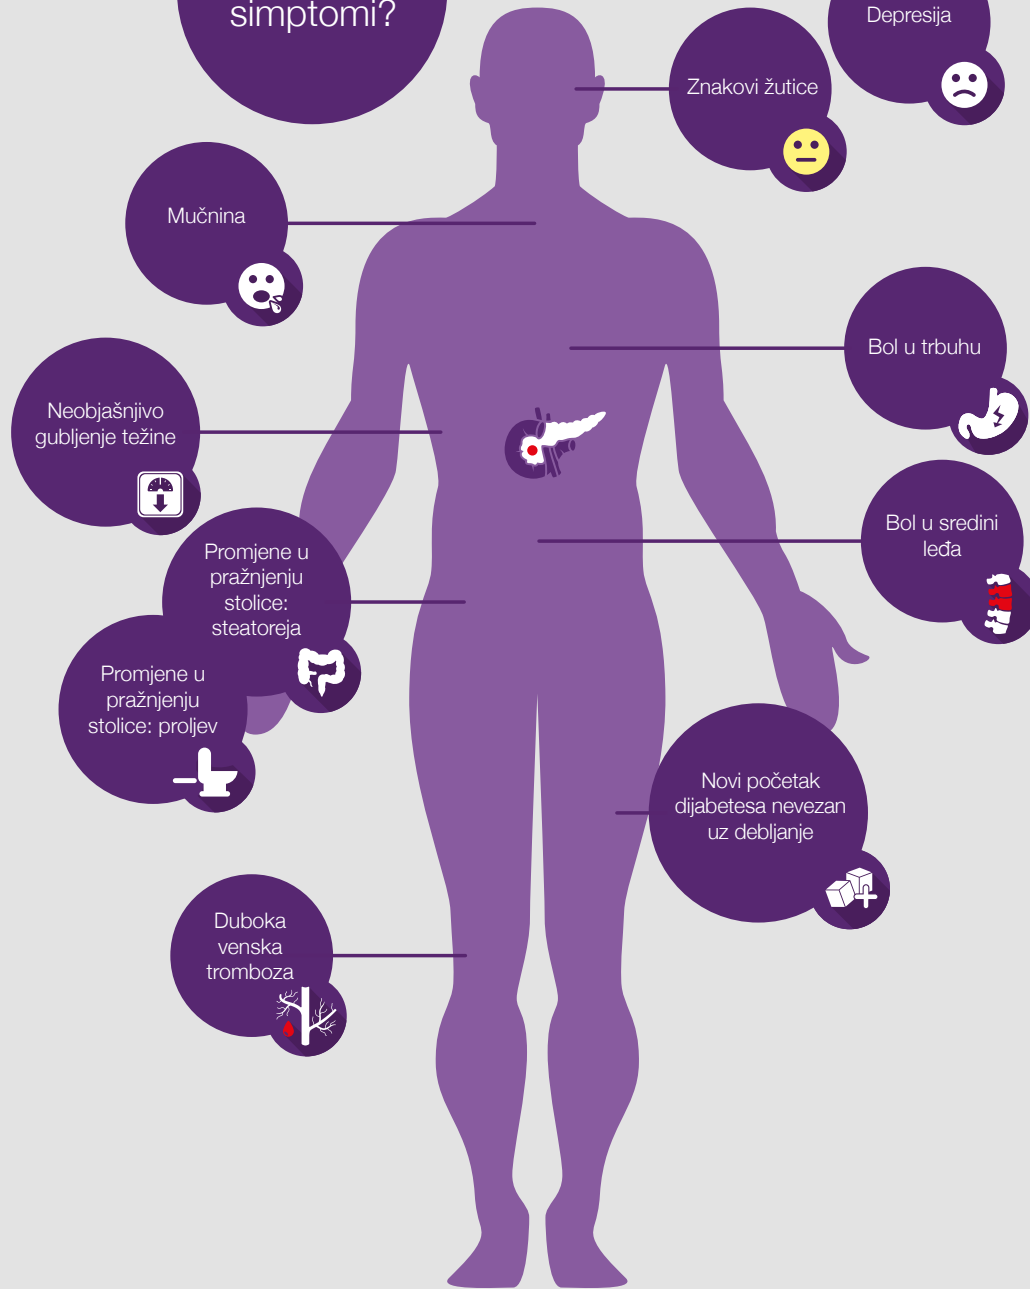 simptomi?
Depresija
Znakovi žutice
Mučnina
Bol u trbuhu
Neobjašnjivo
gubljenje težine
Bol u sredini
leđa
Promjene u
pražnjenju
stolice:
steatoreja
Promjene u
pražnjenju
stolice: proljev
Novi početak
dijabetesa nevezan
uz debljanje
Duboka
venska
tromboza